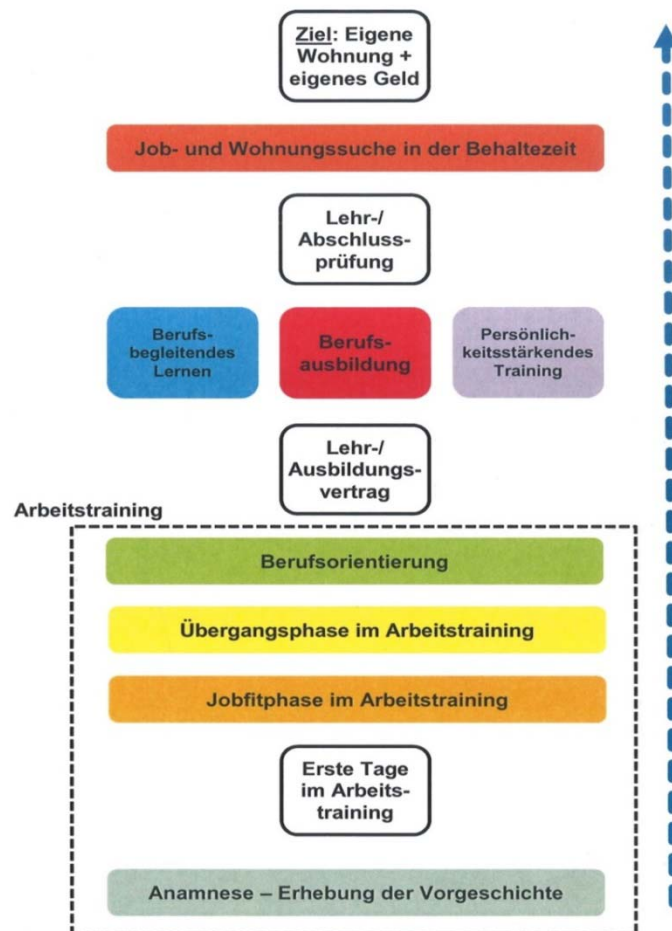 Ziel: Eigene
Wohnung +
eigenes Geld
Job- und Wohnungssuche in der Behaltezeit
Lehr-/
Abschluss-
prüfung
Berufs-
begleitendes
Lernen
Berufs-
ausbildung
Persönlich-
keitsstärkendes
Training
Lehr-/
Ausbildungs-
vertrag
Arbeitstraining
Berufsorientierung
Übergangsphase im Arbeitstraining
Jobfitphase im Arbeitstraining
Erste Tage
im Arbeits-
training
Anamnese – Erhebung der Vorgeschichte